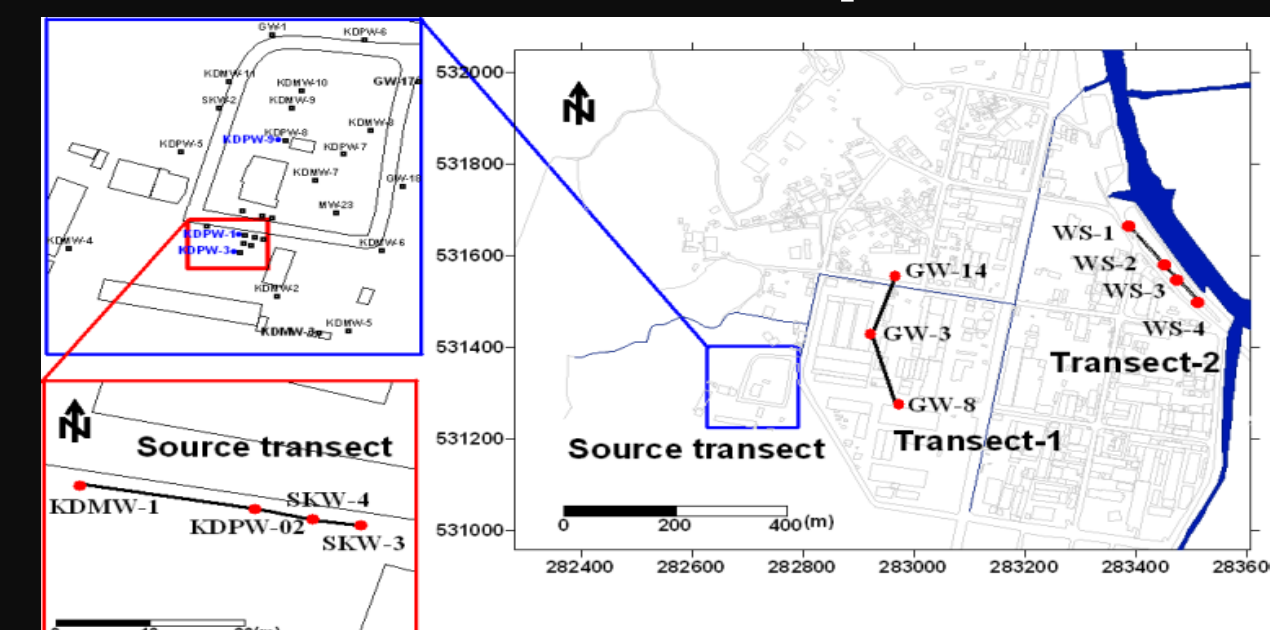 GW-1
KDPW-6
KDMW-11
KDMW-10
GW-17
SKW-2
KDMW-9
KDMW-8
KDPW-8
KDPW-9
KDPW-5
KDPW-7
KDMW-7
GW-18
MW-23
KDPW-1
KDPW-3
KDMW-4
KDMW-6
KDMW-2
KDMW-3
KDMW-5
N
Source transect
KDMW-1
SKW-4
KDPW-02
SKW-3
532000
531800
531600
531400
531200
531000
N
WS-1
WS-2
WS-3
WS-4
GW-14
GW-3
GW-8
Transect-2
Transect-1
Source transect
0 200 400 (m)
282400 282600 282800 283000 283200 283400